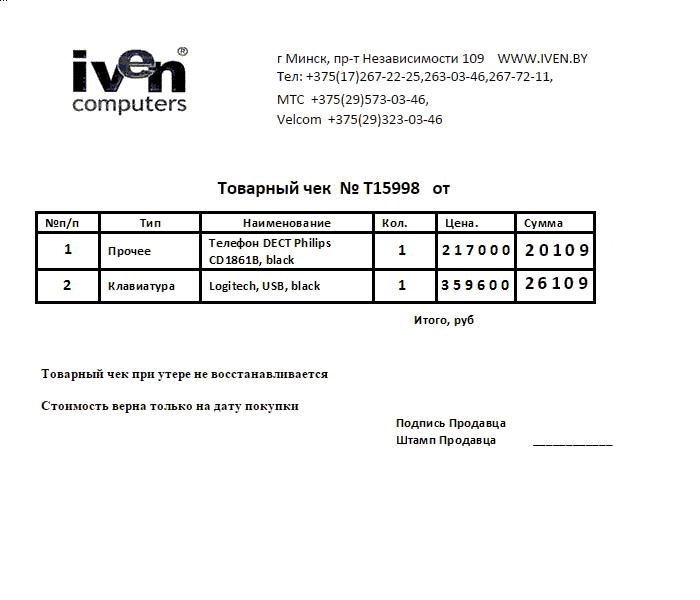 iven®
computers
г Минск, пр-т Независимости 109 WWW.IVEN.BY
Тел: +375(17)267-22-25,263-03-46,267-72-11,
МТС +375(29)573-03-46,
Velcom +375(29)323-03-46
Товарный чек № Т15998 от
№п/п Тип Наименование Кол. Цена. Сумма
1 Прочее Телефон DECT Philips
CD1861B, black 1 217000 20109
2 Клавиатура Logitech, USB, black 1 359600 26109
Итого, руб
Товарный чек при утере не восстанавливается
Стоимость верна только на дату покупки
Подпись Продавца
Штамп Продавца ____________